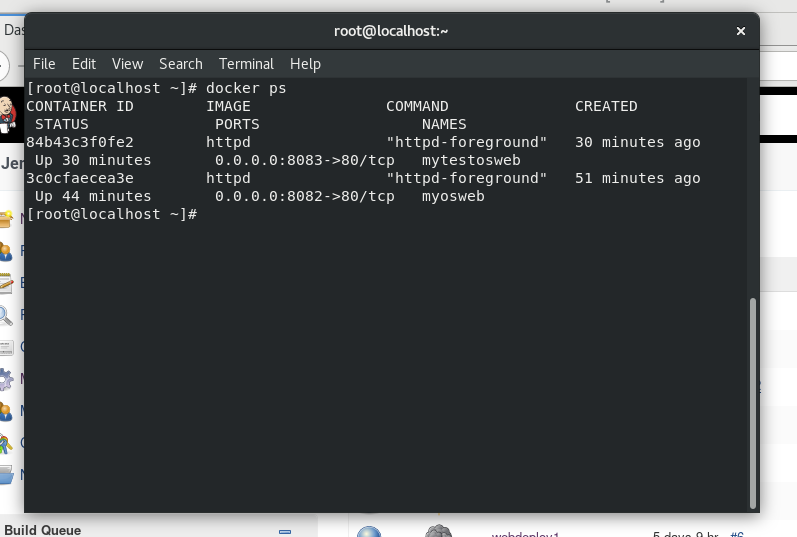 root@localhost:~
Das
File Edit View Search Terminal Help
[root@localhost ~]# docker ps
CONTAINER ID        IMAGE               COMMAND              CREATED
 STATUS              PORTS                  NAMES
84b43c3f0fe2        httpd               "httpd-foreground"   30 minutes ago
 Up 30 minutes       0.0.0.0:8083->80/tcp   mytestosweb
3c0cfaecea3e        httpd               "httpd-foreground"   51 minutes ago
 Up 44 minutes       0.0.0.0:8082->80/tcp   myosweb
[root@localhost ~]#
Jer
Build Queue
webdeploy1 5 days 9 hr #6